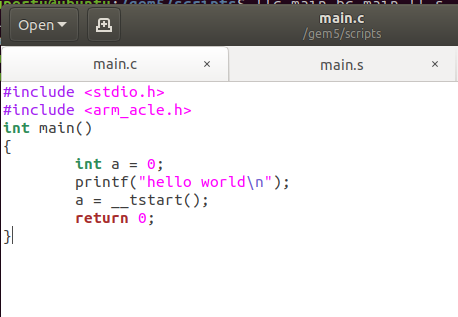 Open
main.c
/gem5/scripts
main.c ×
main.s ×
#include <stdio.h>
#include <arm_acle.h>
int main()
{
        int a = 0;
        printf("hello world\n");
        a = __tstart();
        return 0;
}